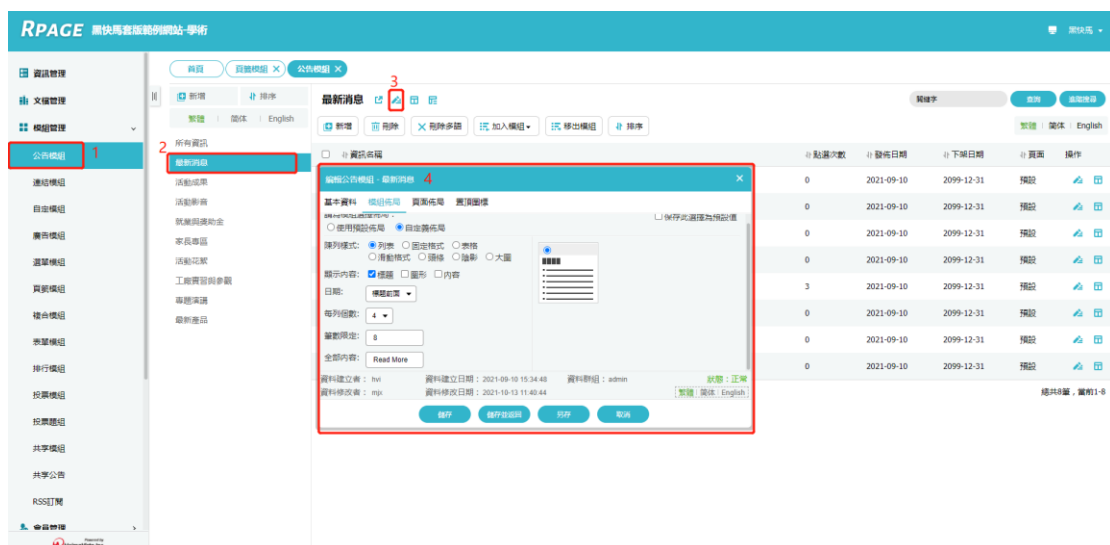 RPAGE 黑快馬套版範例網站-學術
黑快馬
資訊管理
文檔管理
模組管理
公告模組 1
連結模組
自定模組
廣告模組
選單模組
頁籤模組
複合模組
表單模組
排行模組
投票模組
投票題組
共享模組
共享公告
RSS訂閱
會員管理
Powered by
首頁 頁籤模組 × 公告模組 ×
新增 排序
繁體 | 简体 | English
所有資訊
2 最新消息
活動成果
活動影音
就業與獎助金
家長專區
活動花絮
工廠實習與參觀
專題演講
最新產品
3
最新消息 關鍵字 查詢 進階搜尋
新增 刪除 刪除多語 加入模組 移出模組 排序 繁體 | 简体 | English
資訊名稱 點選次數 發佈日期 下架日期 頁面 操作
0 2021-09-10 2099-12-31 預設
0 2021-09-10 2099-12-31 預設
0 2021-09-10 2099-12-31 預設
0 2021-09-10 2099-12-31 預設
3 2021-09-10 2099-12-31 預設
0 2021-09-10 2099-12-31 預設
0 2021-09-10 2099-12-31 預設
0 2021-09-10 2099-12-31 預設
總共8筆，當前1-8
編輯公告模組 - 最新消息 4 ×
基本資料 模組佈局 頁面佈局 置頂圖標
保存此選擇為預設值
使用預設佈局 自定義佈局
陳列樣式: 列表 固定格式 表格
滑動格式 頭條 陰影 大圖
顯示內容: 標題 圖形 內容
日期: 標題前面
每列個數: 4
筆數限定: 8
全部內容: Read More
資料建立者： hvi 資料建立日期：2021-09-10 15:34:48 資料群組：admin 狀態：正常
資料修改者： mjx 資料修改日期：2021-10-13 11:40:44 繁體 | 简体 | English
儲存 儲存並返回 另存 取消